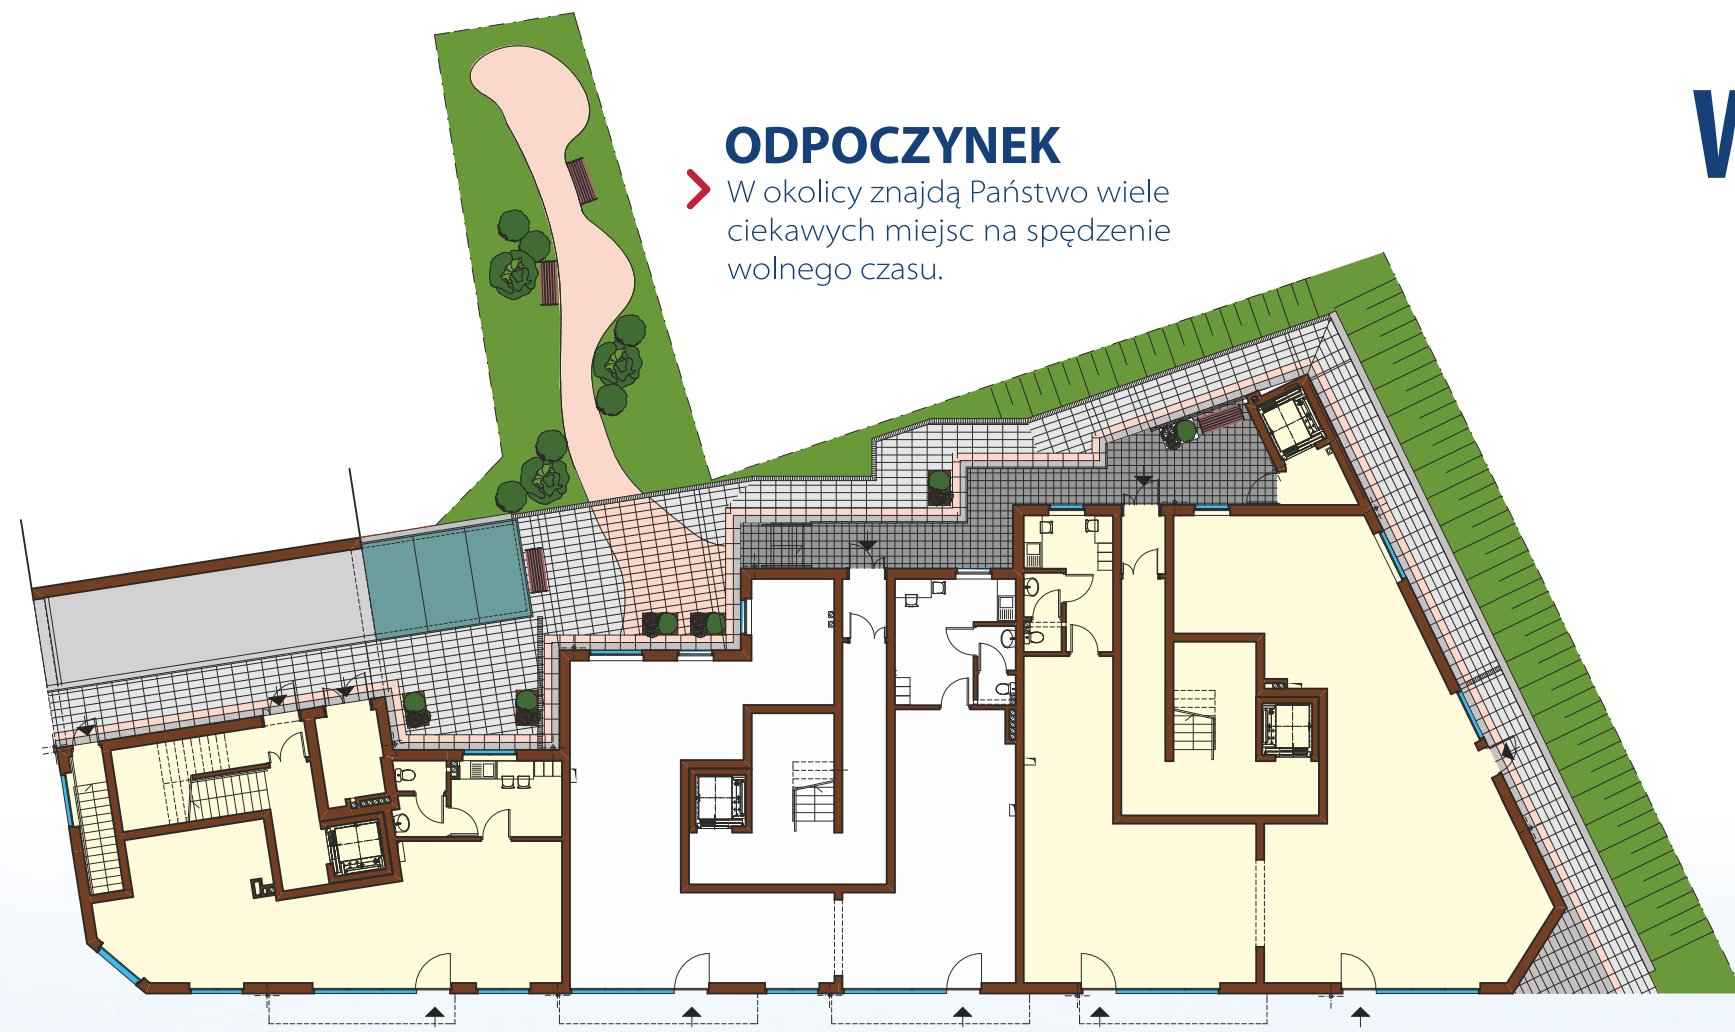 ODPOCZYNEK
W okolicy znajdą Państwo wiele
ciekawych miejsc na spędzenie
wolnego czasu.